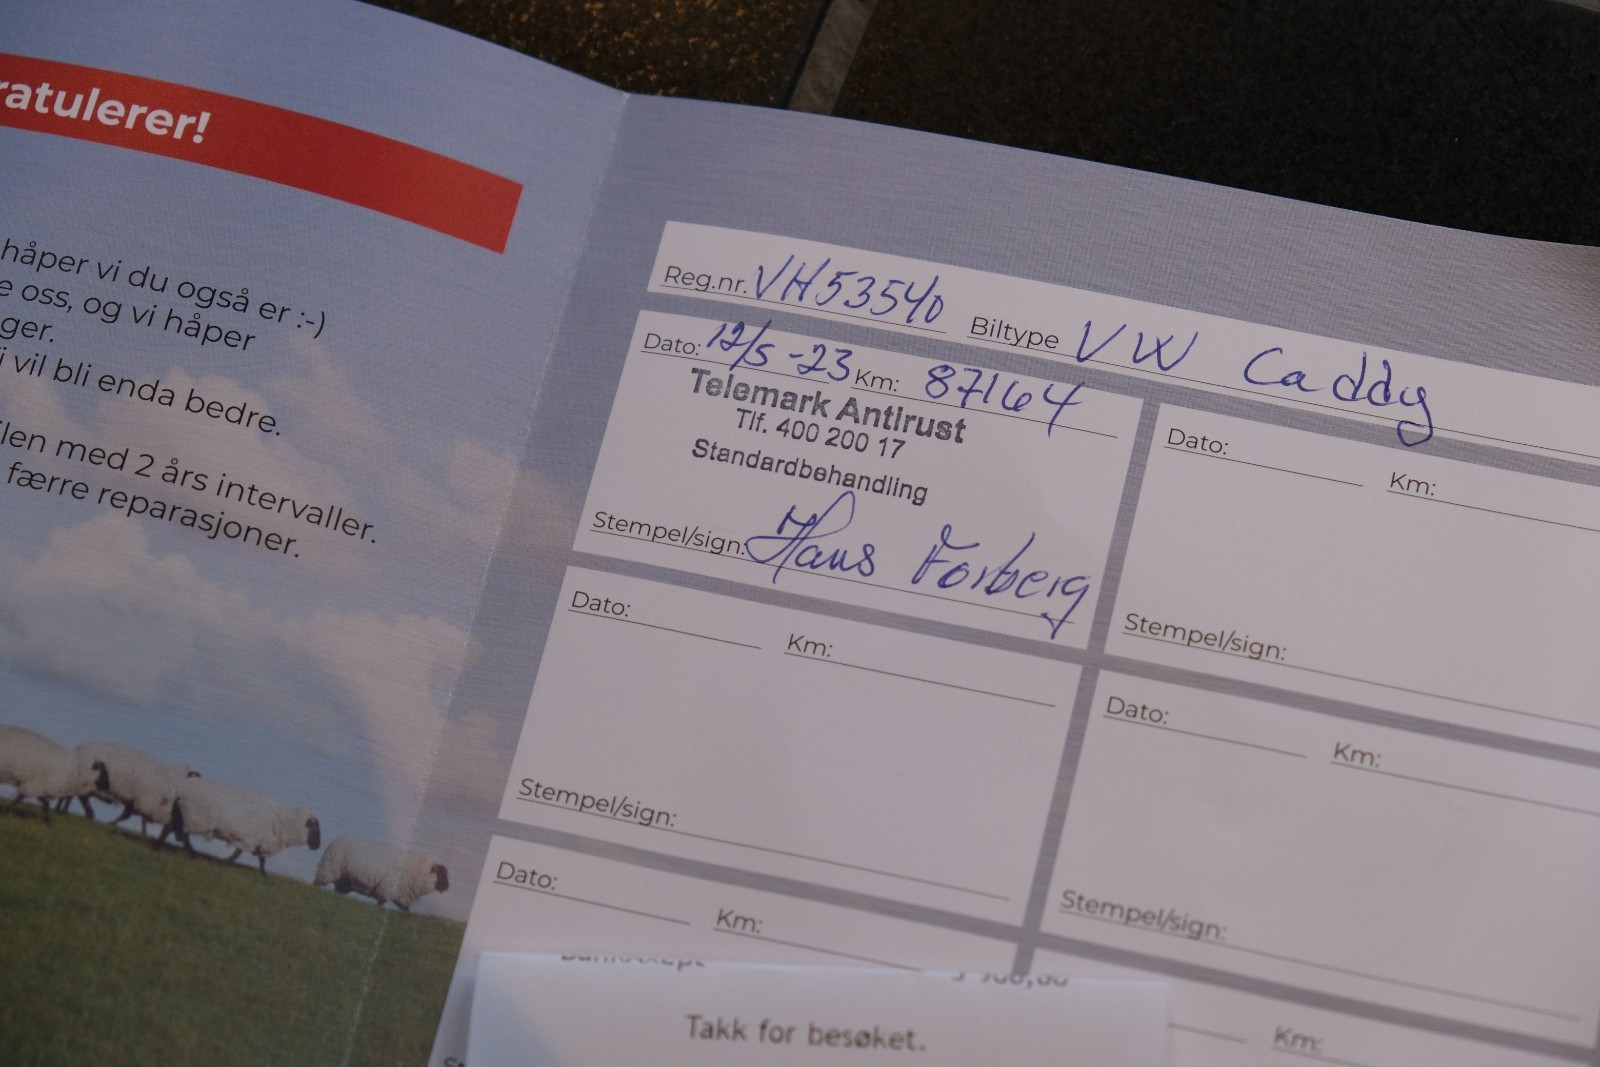 ratulerer!
håper vi du også er :-)
e oss, og vi håper
ger.
i vil bli enda bedre.
len med 2 års intervaller.
færre reparasjoner.
Reg.nr. VH53540 Biltype VW Caddy
Dato: 12/5-23 Km: 87164
Telemark Antirust
Tlf. 400 200 17
Standardbehandling
Stempel/sign: Hans Forberg
Dato: Km:
Stempel/sign:
Dato: Km:
Stempel/sign:
Dato: Km:
Stempel/sign:
Dato: Km:
Km:
Takk for besøket.